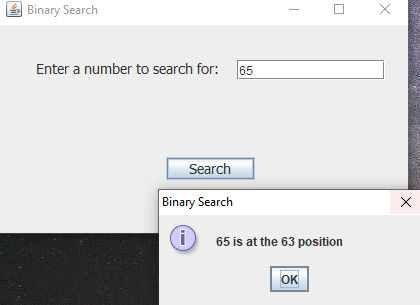 Binary Search
Enter a number to search for: 65
Search
Binary Search
65 is at the 63 position
OK